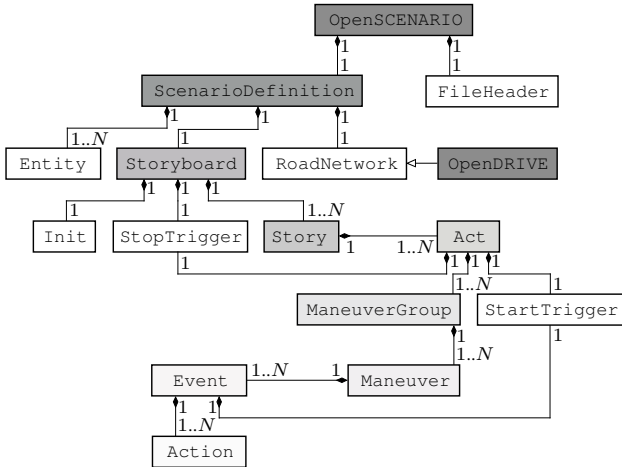 OpenSCENARIO
1 1
1 1
ScenarioDefinition FileHeader
1 1 1
1..N 1 1
Entity Storyboard RoadNetwork OpenDRIVE
1 1 1
1 1 1..N
Init StopTrigger Story 1 1..N Act
1 1 1
1 1..N 1
ManeuverGroup StartTrigger
1 1
1..N
Event 1..N 1 Maneuver
1 1
1..N
Action